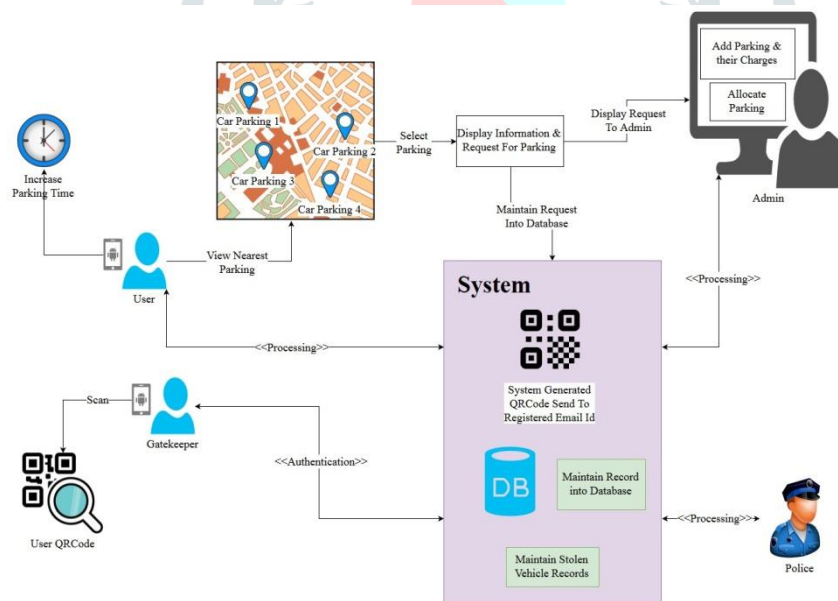 Add Parking &
their Charges
Allocate
Parking
Admin
Car Parking 1
Car Parking 2
Car Parking 3
Car Parking 4
Select
Parking
Display Information &
Request For Parking
Display Request
To Admin
Increase
Parking Time
View Nearest
Parking
User
Maintain Request
Into Database
<<Processing>>
System
<<Processing>>
System Generated
QRCode Send To
Registered Email Id
Scan
Gatekeeper
<<Authentication>>
User QRCode
DB
Maintain Record
into Database
<<Processing>>
Police
Maintain Stolen
Vehicle Records